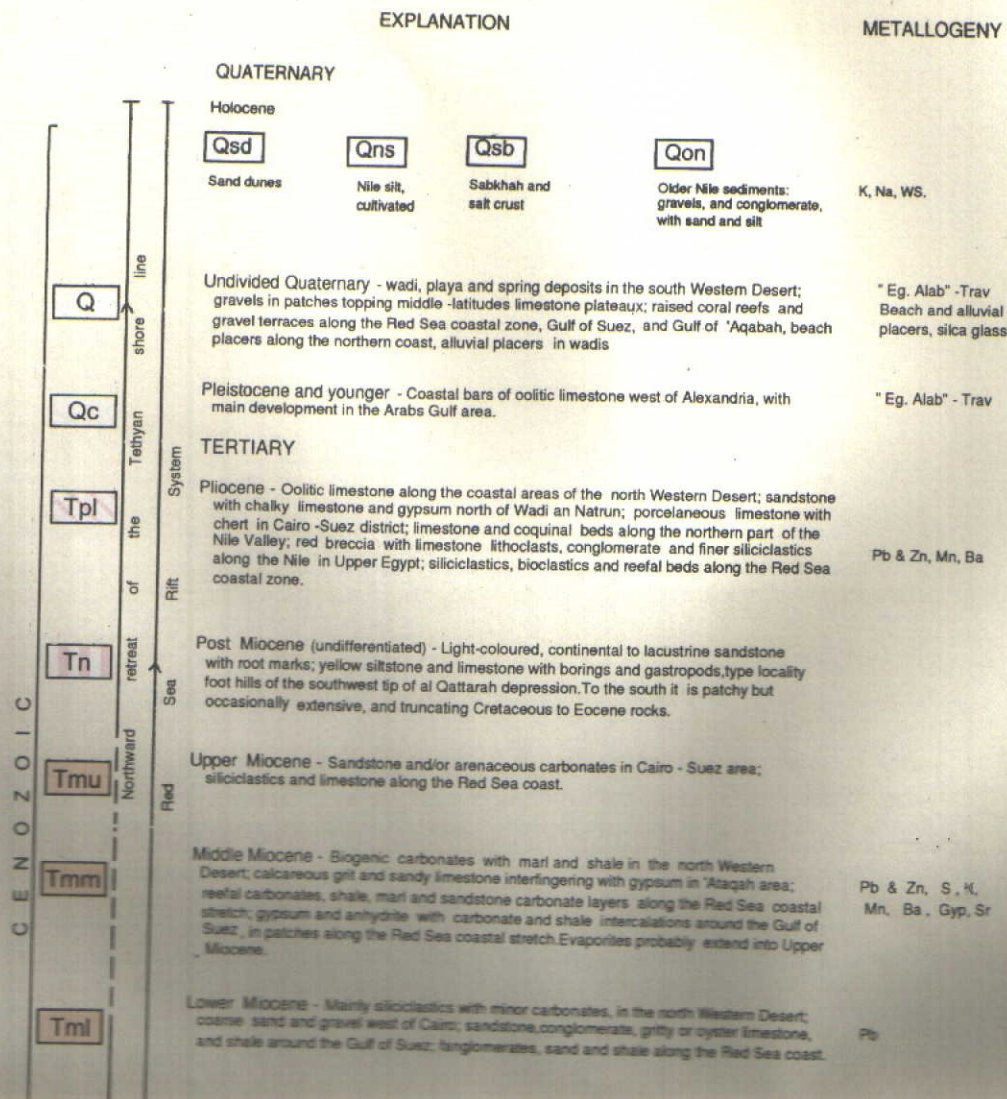 EXPLANATION
METALLOGENY
QUATERNARY
Holocene
Qsd
Qns
Qsb
Qon
Sand dunes
Nile silt,
cultivated
Sabkhah and
salt crust
Older Nile sediments:
gravels, and conglomerate,
with sand and silt
K, Na, WS.
Q
Undivided Quaternary - wadi, playa and spring deposits in the south Western Desert;
gravels in patches topping middle -latitudes limestone plateaux; raised coral reefs and
gravel terraces along the Red Sea coastal zone, Gulf of Suez, and Gulf of 'Aqabah, beach
placers along the northern coast, alluvial placers in wadis
" Eg. Alab" -Trav
Beach and alluvial
placers, silca glass
Qc
Pleistocene and younger - Coastal bars of oolitic limestone west of Alexandria, with
main development in the Arabs Gulf area.
" Eg. Alab" - Trav
TERTIARY
Tpl
Pliocene - Oolitic limestone along the coastal areas of the north Western Desert; sandstone
with chalky limestone and gypsum north of Wadi an Natrun; porcelaneous limestone with
chert in Cairo -Suez district; limestone and coquinal beds along the northern part of the
Nile Valley; red breccia with limestone lithoclasts, conglomerate and finer siliciclastics
along the Nile in Upper Egypt; siliciclastics, bioclastics and reefal beds along the Red Sea
coastal zone.
Pb & Zn, Mn, Ba
Tn
Post Miocene (undifferentiated) - Light-coloured, continental to lacustrine sandstone
with root marks; yellow siltstone and limestone with borings and gastropods,type locality
foot hills of the southwest tip of al Qattarah depression.To the south it is patchy but
occasionally extensive, and truncating Cretaceous to Eocene rocks.
Tmu
Upper Miocene - Sandstone and/or arenaceous carbonates in Cairo - Suez area;
siliciclastics and limestone along the Red Sea coast.
Tmm
Middle Miocene - Biogenic carbonates with marl and shale in the north Western
Desert; calcareous grit and sandy limestone interfingering with gypsum in 'Ataqah area;
reefal carbonates, shale, marl and sandstone carbonate layers along the Red Sea coastal
stretch; gypsum and anhydrite with carbonate and shale intercalations around the Gulf of
Suez, in patches along the Red Sea coastal stretch.Evaporites probably extend into Upper
Miocene.
Pb & Zn, S,
Mn, Ba, Gyp, Sr
Tml
Lower Miocene - Mainly siliciclastics with minor carbonates, in the north Western Desert;
coarse sand and gravel west of Cairo; sandstone,conglomerate, gritty or oyster limestone,
and shale around the Gulf of Suez; fanglomerates, sand and shale along the Red Sea coast.
Pb
CENOZOIC
Northward retreat of the Tethyan shore line
Red Sea Rift System